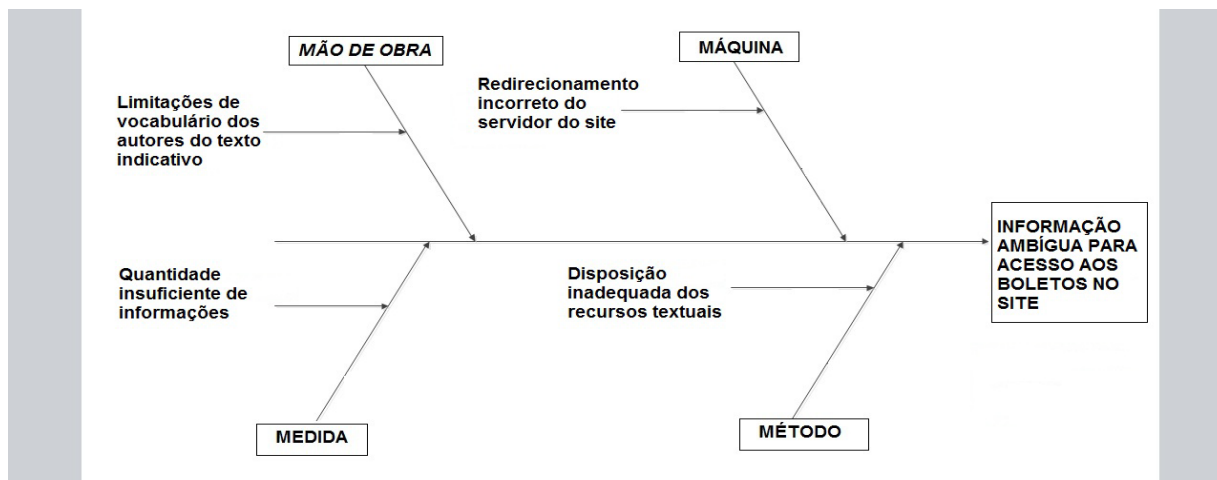 MÃO DE OBRA
MÁQUINA
Limitações de
vocabulário dos
autores do texto
indicativo
Redirecionamento
incorreto do
servidor do site
INFORMAÇÃO
AMBÍGUA PARA
ACESSO AOS
BOLETOS NO
SITE
Quantidade
insuficiente de
informações
Disposição
inadequada dos
recursos textuais
MEDIDA
MÉTODO